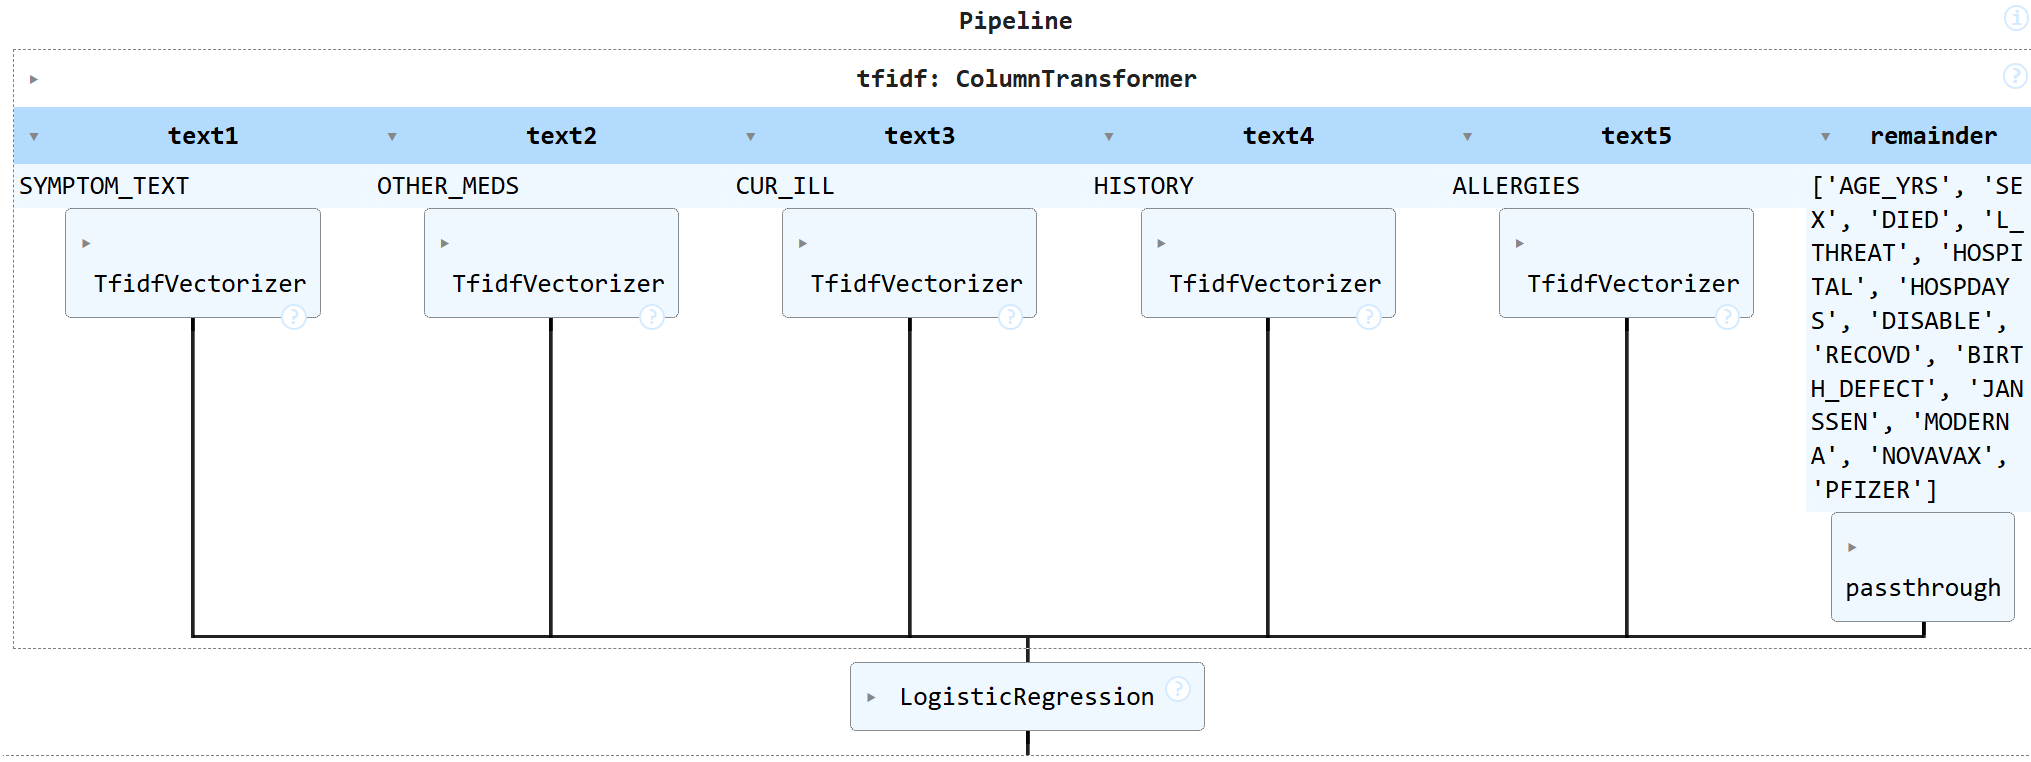 Pipeline
i
tfidf: ColumnTransformer
?
text1
text2
text3
text4
text5
remainder
SYMPTOM_TEXT
OTHER_MEDS
CUR_ILL
HISTORY
ALLERGIES
['AGE_YRS', 'SE
X', 'DIED', 'L_
THREAT', 'HOSPI
TAL', 'HOSPDAY
S', 'DISABLE',
'RECOVD', 'BIRT
H_DEFECT', 'JAN
SSEN', 'MODERN
A', 'NOVAVAX',
'PFIZER']
TfidfVectorizer
?
TfidfVectorizer
?
TfidfVectorizer
?
TfidfVectorizer
?
TfidfVectorizer
?
passthrough
LogisticRegression
?